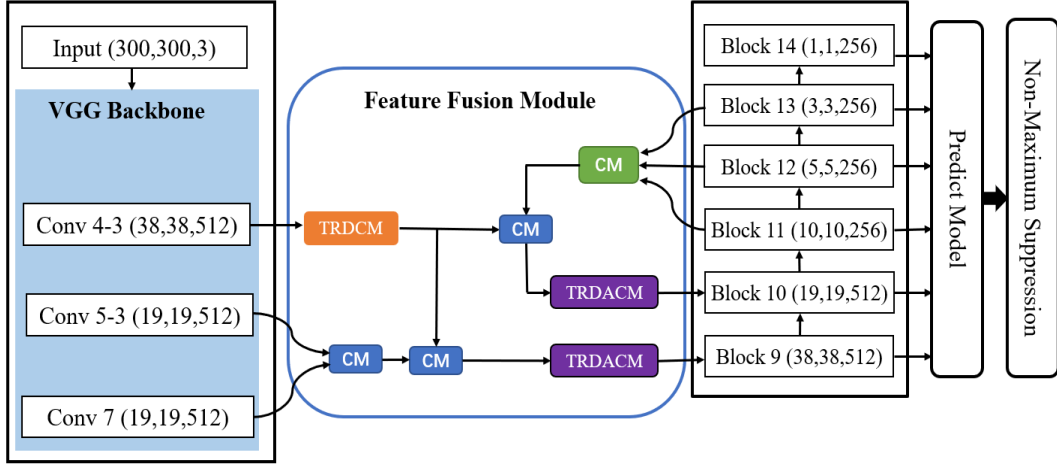 Input (300,300,3)
VGG Backbone
Conv 4-3 (38,38,512)
Conv 5-3 (19,19,512)
Conv 7 (19,19,512)
Feature Fusion Module
CM
TRDCM
CM
TRDACM
CM
CM
TRDACM
Block 14 (1,1,256)
Block 13 (3,3,256)
Block 12 (5,5,256)
Block 11 (10,10,256)
Block 10 (19,19,512)
Block 9 (38,38,512)
Predict Model
Non-Maximum Suppression